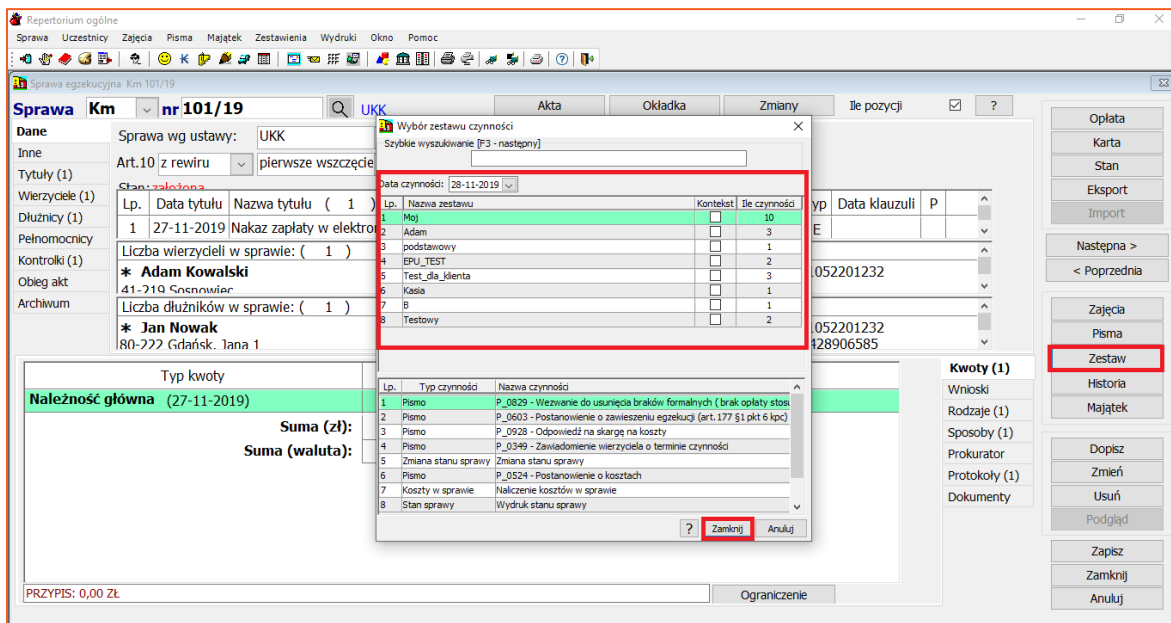 Repertorium ogólne
Sprawa Uczestnicy Zajęcia Pisma Majątek Zestawienia Wydruki Okno Pomoc
Sprawa egzekucyjna Km 101/19
Sprawa Km nr 101/19 UKK Akta Okładka Zmiany Ile pozycji ?
Dane
Inne
Tytuły (1)
Wierzyciele (1)
Dłużnicy (1)
Pełnomocnicy
Kontrolki (1)
Obieg akt
Archiwum
Sprawa wg ustawy: UKK
Art.10 z rewiru pierwsze wszczęcie
Stan: założona
Lp. Data tytułu Nazwa tytułu ( 1 ) yp Data klauzuli P
1 27-11-2019 Nakaz zapłaty w elektron E
Liczba wierzycieli w sprawie: ( 1 )
* Adam Kowalski 1052201232
41-219 Sosnowiec
Liczba dłużników w sprawie: ( 1 )
* Jan Nowak 1052201232
80-222 Gdańsk, Jana 1 428906585
Wybór zestawu czynności
Szybkie wyszukiwanie [F3 - następny]
Data czynności: 28-11-2019
Lp. Nazwa zestawu Kontekst Ile czynności
1 Moj 10
2 Adam 3
3 podstawowy 1
4 EPU_TEST 2
5 Test_dla_klienta 3
6 Kasia 1
7 B 1
8 Testowy 2
Lp. Typ czynności Nazwa czynności
1 Pismo P_0829 - Wezwanie do usunięcia braków formalnych ( brak opłaty stosu
2 Pismo P_0603 - Postanowienie o zawieszeniu egzekucji (art.177 §1 pkt 6 kpc)
3 Pismo P_0928 - Odpowiedź na skargę na koszty
4 Pismo P_0349 - Zawiadomienie wierzyciela o terminie czynności
5 Zmiana stanu sprawy Zmiana stanu sprawy
6 Pismo P_0524 - Postanowienie o kosztach
7 Koszty w sprawie Naliczenie kosztów w sprawie
8 Stan sprawy Wydruk stanu sprawy
? Zamknij Anuluj
Typ kwoty
Należność główna (27-11-2019)
Suma (zł):
Suma (waluta):
PRZYPIS: 0,00 ZŁ
Ograniczenie
Kwoty (1)
Wnioski
Rodzaje (1)
Sposoby (1)
Prokurator
Protokoły (1)
Dokumenty
Opłata
Karta
Stan
Eksport
Import
Następna >
< Poprzednia
Zajęcia
Pisma
Zestaw
Historia
Majątek
Dopisz
Zmień
Usuń
Podgląd
Zapisz
Zamknij
Anuluj